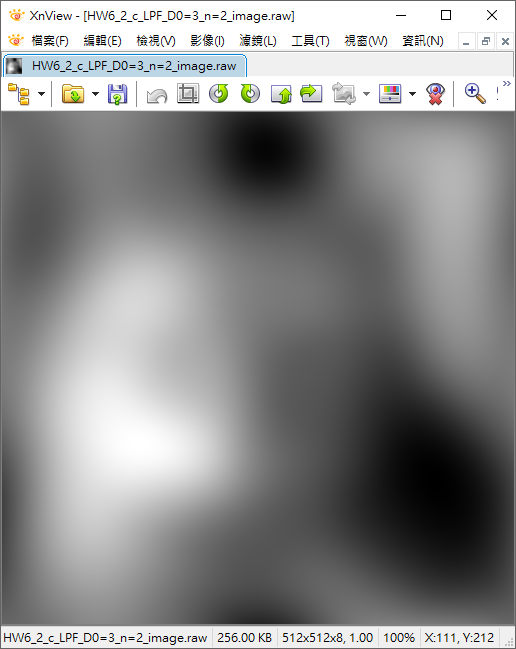 XnView - [HW6_2_c_LPF_D0=3_n=2_image.raw]
檔案(F) 編輯(E) 檢視(V) 影像(I) 濾鏡(L) 工具(T) 視窗(W) 資訊(N)
HW6_2_c_LPF_D0=3_n=2_image.raw
HW6_2_c_LPF_D0=3_n=2_image.raw 256.00 KB 512x512x8, 1.00 100% X:111, Y:212